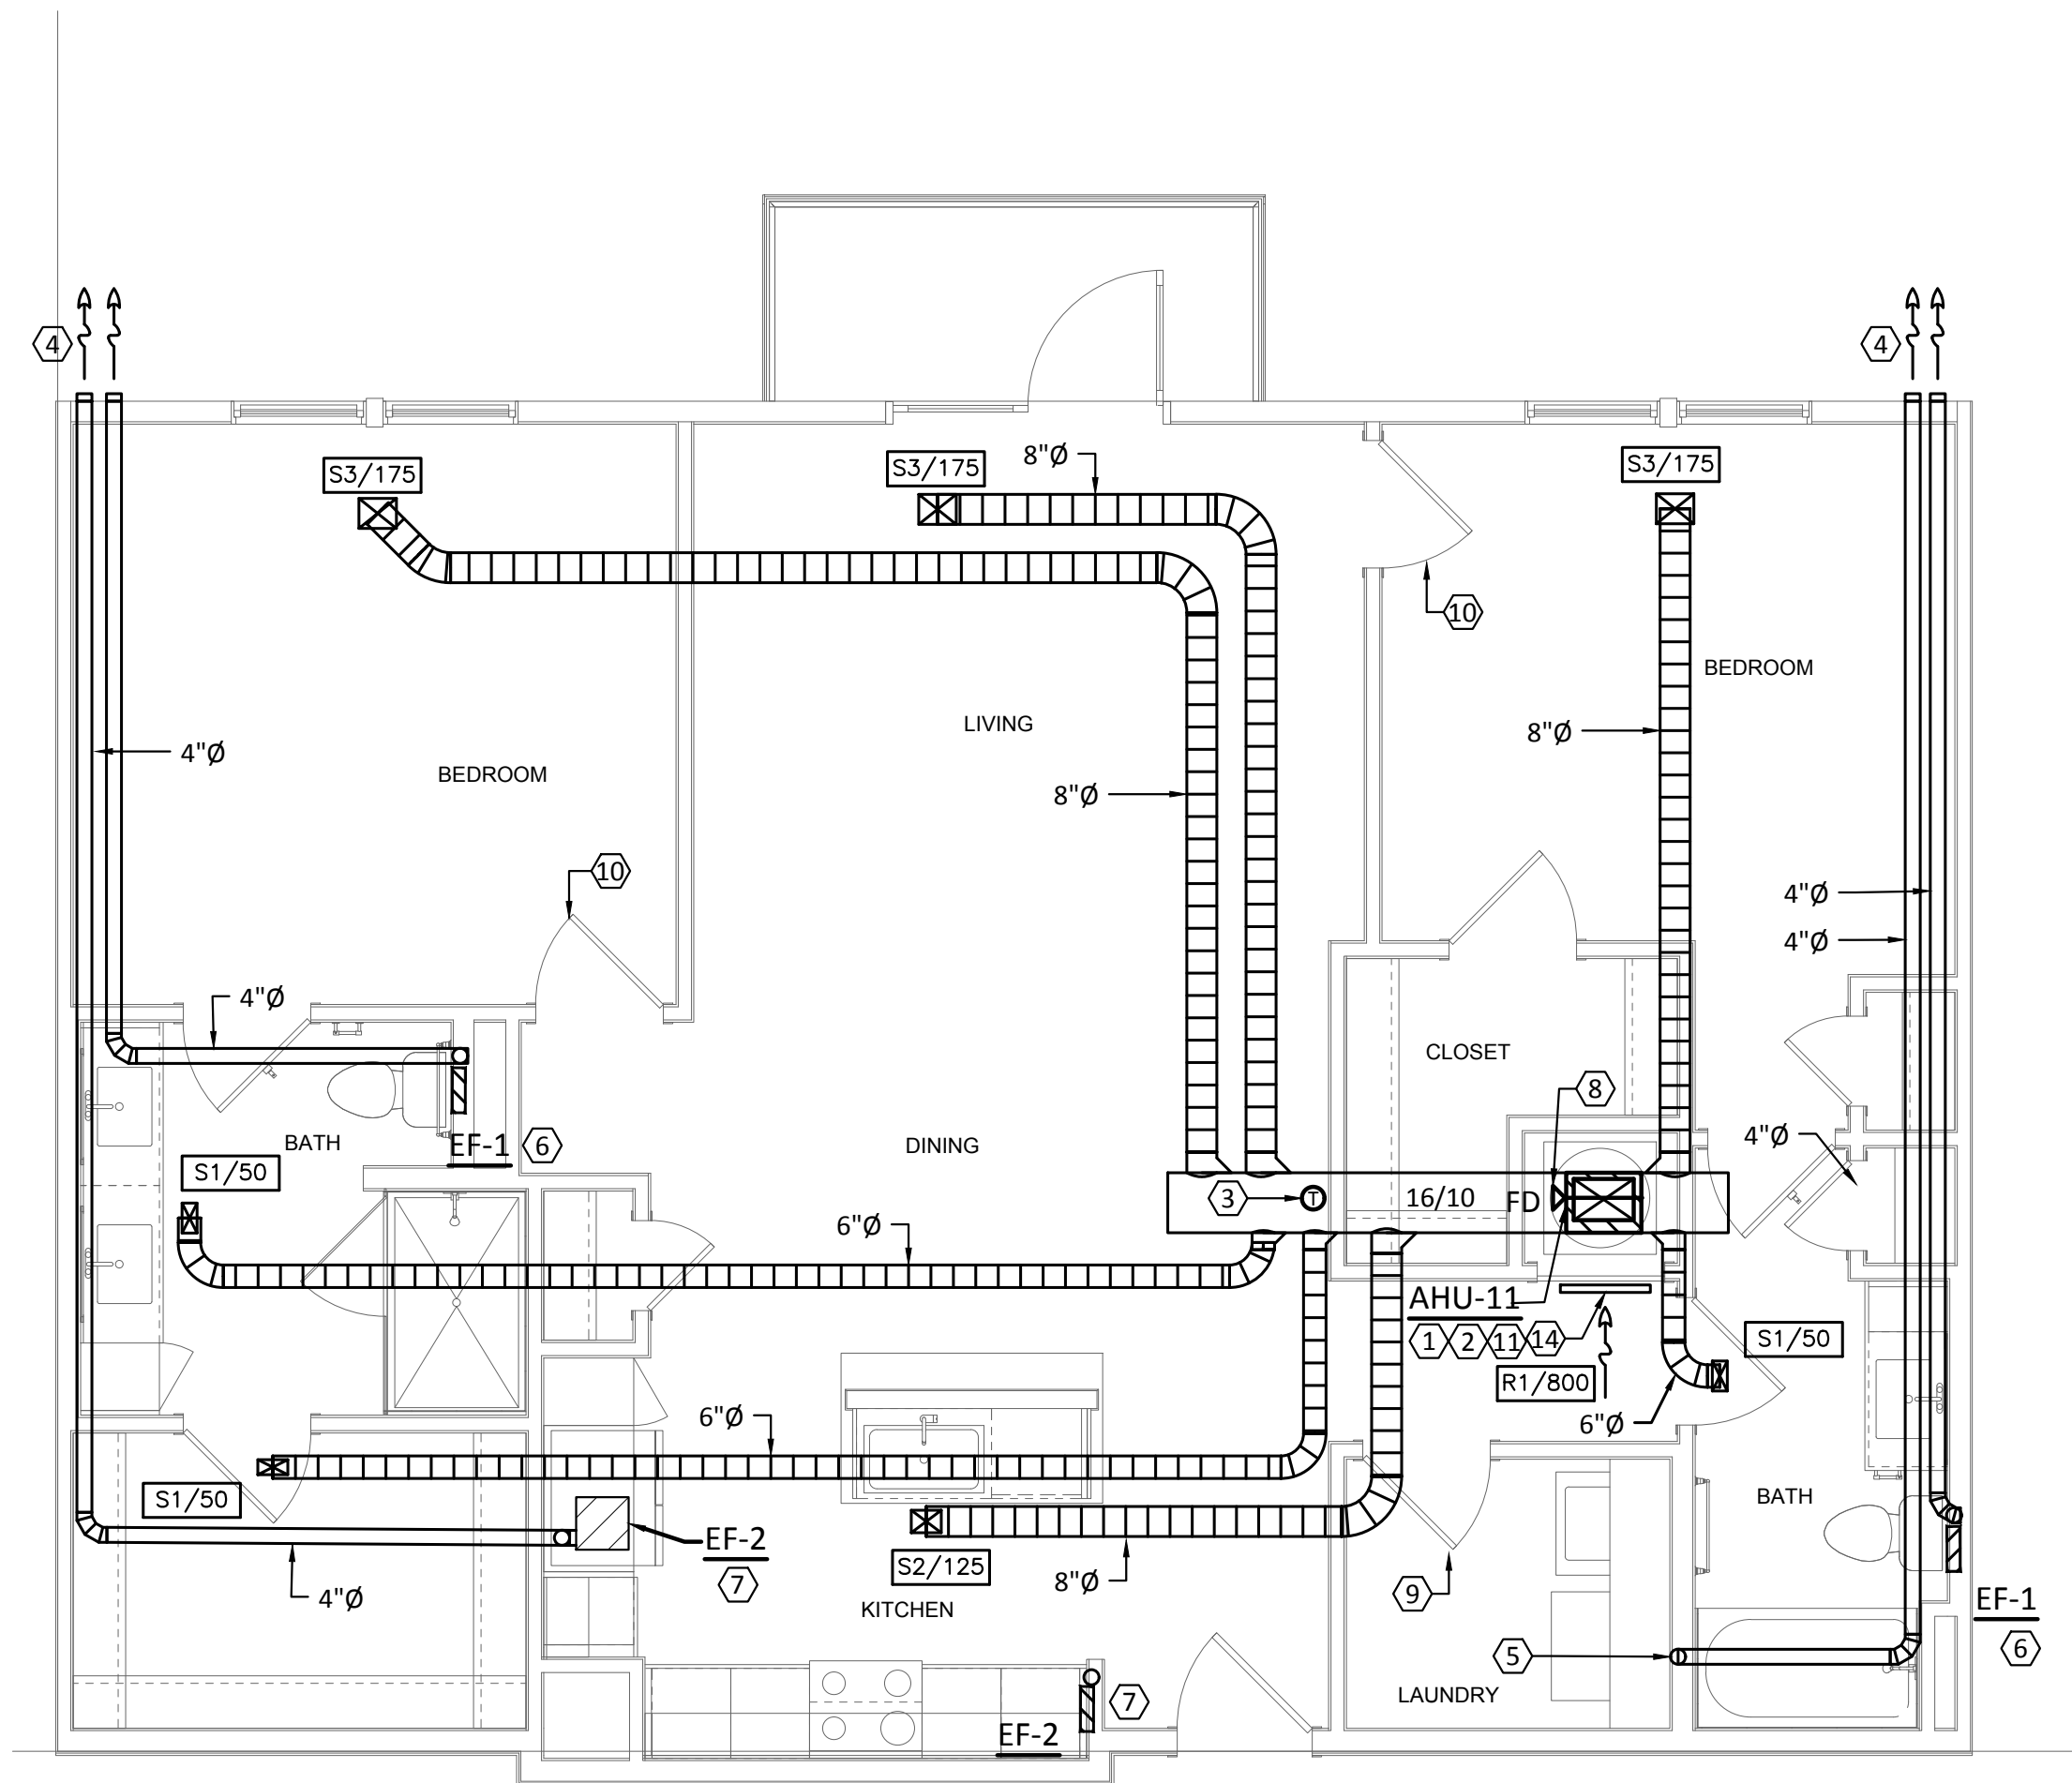 4
4
S3/175
S3/175
8"Ø
S3/175
10
BEDROOM
LIVING
8"Ø
4"Ø
BEDROOM
8"Ø
10
4"Ø
4"Ø
4"Ø
CLOSET
8
BATH
EF-1
6
DINING
4"Ø
S1/50
3
T
16/10
FD
6"Ø
AHU-11
1
2
11
14
S1/50
R1/800
6"Ø
6"Ø
S1/50
BATH
EF-2
7
S2/125
8"Ø
9
4"Ø
KITCHEN
EF-1
6
5
LAUNDRY
7
EF-2